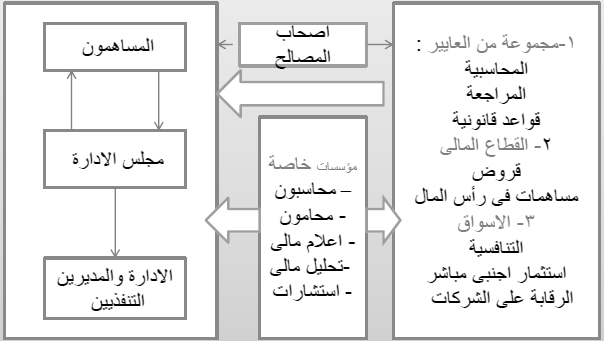 اصحاب
المصالح
١-مجموعة من العايير :
المحاسبية
المراجعة
قواعد قانونية
٢- القطاع المالى
قروض
مساهمات فى رأس المال
٣- الاسواق
التنافسية
استثمار اجنبى مباشر
الرقابة على الشركات
مؤسسات خاصة
– محاسبون
- محامون
- اعلام مالى
-تحليل مالى
- استشارات
المساهمون
مجلس الادارة
الادارة والمديرين
التنفذيين